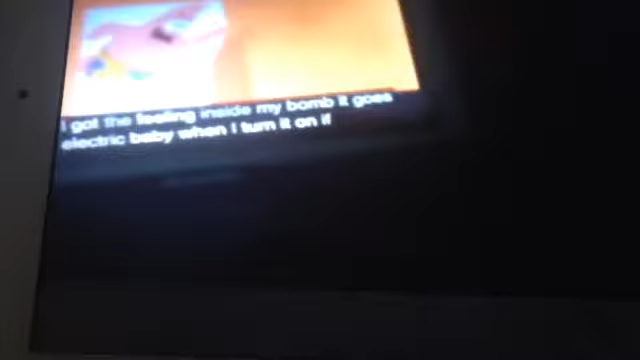 I got the feeling inside my bomb it goes
electric baby when I turn it on if